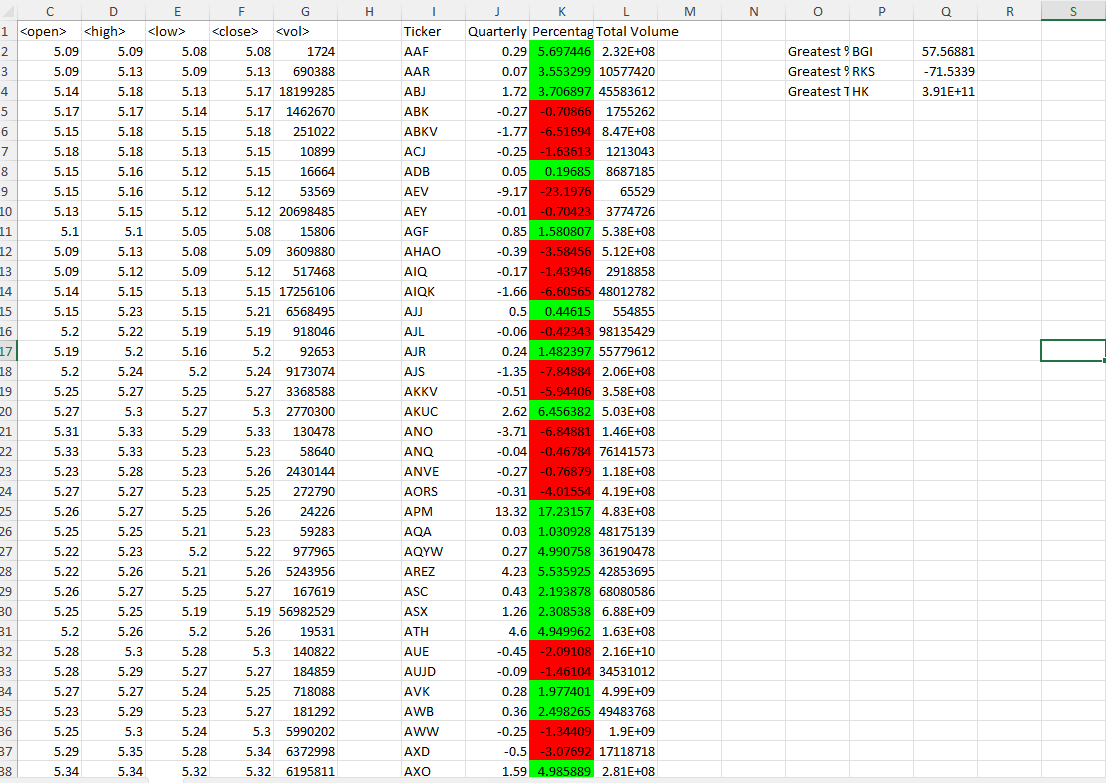 C D E F G H I J K L M N O P Q R S
1 <open> <high> <low> <close> <vol> Ticker Quarterly Percentag Total Volume
2 5.09 5.09 5.08 5.08 1724 AAF 0.29 5.697446 2.32E+08 Greatest % BGI 57.56881
3 5.09 5.13 5.09 5.13 690388 AAR 0.07 3.553299 10577420 Greatest % RKS -71.5339
4 5.14 5.18 5.13 5.17 18199285 ABJ 1.72 3.706897 45583612 Greatest T HK 3.91E+11
5 5.17 5.17 5.14 5.17 1462670 ABK -0.27 -0.70866 1755262
6 5.15 5.18 5.15 5.18 251022 ABKV -1.77 -6.51694 8.47E+08
7 5.18 5.18 5.13 5.15 10899 ACJ -0.25 -1.63613 1213043
8 5.15 5.16 5.12 5.15 16664 ADB 0.05 0.19685 8687185
9 5.15 5.16 5.12 5.12 53569 AEV -9.17 -23.1976 65529
10 5.13 5.15 5.12 5.12 20698485 AEY -0.01 -0.70423 3774726
11 5.1 5.1 5.05 5.08 15806 AGF 0.85 1.580807 5.38E+08
12 5.09 5.13 5.08 5.09 3609880 AHAO -0.39 -3.58456 5.12E+08
13 5.09 5.12 5.09 5.12 517468 AIQ -0.17 -1.43946 2918858
14 5.14 5.15 5.13 5.15 17256106 AIQK -1.66 -6.60565 48012782
15 5.15 5.23 5.15 5.21 6568495 AJJ 0.5 0.44615 554855
16 5.2 5.22 5.19 5.19 918046 AJL -0.06 -0.42343 98135429
17 5.19 5.2 5.16 5.2 92653 AJR 0.24 1.482397 55779612
18 5.2 5.24 5.2 5.24 9173074 AJS -1.35 -7.84884 2.06E+08
19 5.25 5.27 5.25 5.27 3368588 AKKV -0.51 -5.94406 3.58E+08
20 5.27 5.3 5.27 5.3 2770300 AKUC 2.62 6.456382 5.03E+08
21 5.31 5.33 5.29 5.33 130478 ANO -3.71 -6.84881 1.46E+08
22 5.33 5.33 5.23 5.23 58640 ANQ -0.04 -0.46784 76141573
23 5.23 5.28 5.23 5.26 2430144 ANVE -0.27 -0.76879 1.18E+08
24 5.27 5.27 5.23 5.25 272790 AORS -0.31 -4.01554 4.19E+08
25 5.26 5.27 5.25 5.26 24226 APM 13.32 17.23157 4.83E+08
26 5.25 5.25 5.21 5.23 59283 AQA 0.03 1.030928 48175139
27 5.22 5.23 5.2 5.22 977965 AQYW 0.27 4.990758 36190478
28 5.22 5.26 5.21 5.26 5243956 AREZ 4.23 5.535925 42853695
29 5.26 5.27 5.25 5.27 167619 ASC 0.43 2.193878 68080586
30 5.25 5.25 5.19 5.19 56982529 ASX 1.26 2.308538 6.88E+09
31 5.2 5.26 5.2 5.26 19531 ATH 4.6 4.949962 1.63E+08
32 5.28 5.3 5.28 5.3 140822 AUE -0.45 -2.09108 2.16E+10
33 5.28 5.29 5.27 5.27 184859 AUJD -0.09 -1.46104 34531012
34 5.27 5.27 5.24 5.25 718088 AVK 0.28 1.977401 4.99E+09
35 5.23 5.29 5.23 5.27 181292 AWB 0.36 2.498265 49483768
36 5.25 5.3 5.24 5.3 5990202 AWW -0.25 -1.34409 1.9E+09
37 5.29 5.35 5.28 5.34 6372998 AXD -0.5 -3.07692 17118718
38 5.34 5.34 5.32 5.32 6195811 AXO 1.59 4.985889 2.81E+08